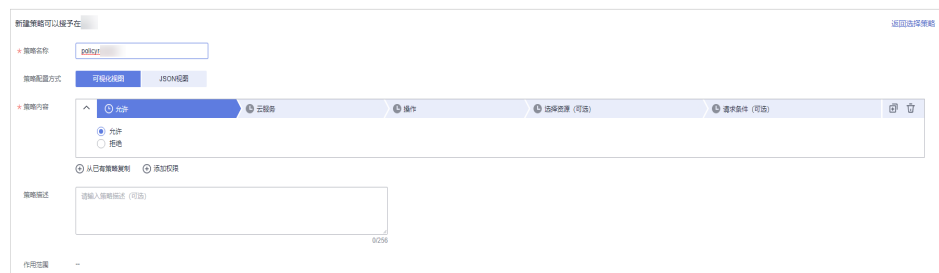 新建策略可以授予在
返回选择策略
* 策略名称
policyr
策略配置方式
可视化视图
JSON视图
* 策略内容
允许
云服务
操作
选择资源 (可选)
请求条件 (可选)
允许
拒绝
从已有策略复制
添加权限
策略描述
请输入策略描述 (可选)
0/256
作用范围
--